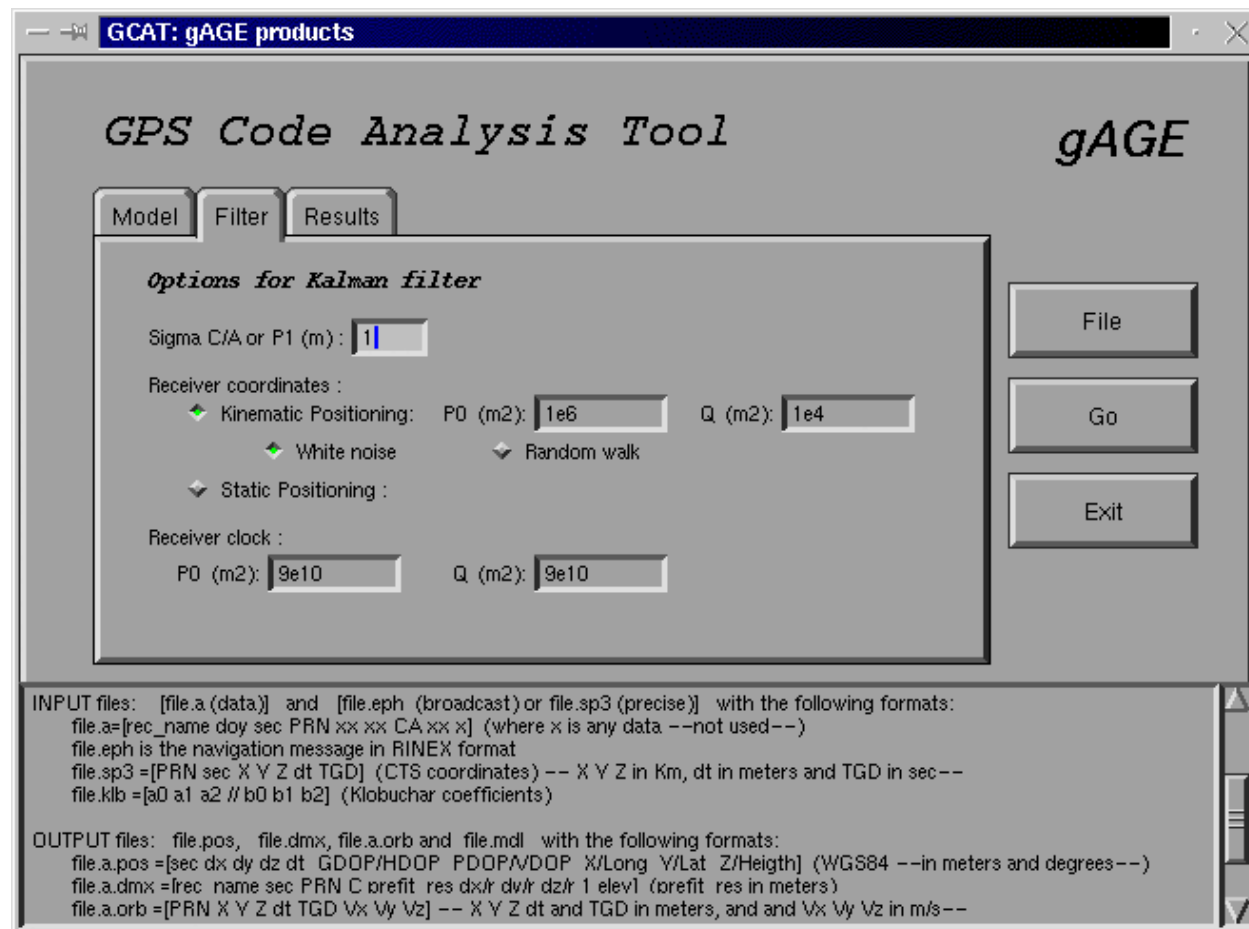 GCAT: gAGE products
GPS Code Analysis Tool
gAGE
Model Filter Results
Options for Kalman filter
Sigma C/A or P1 (m) : 1
Receiver coordinates :
Kinematic Positioning: P0 (m2): 1e6 Q (m2): 1e4
White noise Random walk
Static Positioning :
Receiver clock :
P0 (m2): 9e10 Q (m2): 9e10
File
Go
Exit
INPUT files: [file.a (data)] and [file.eph (broadcast) or file.sp3 (precise)] with the following formats:
file.a=[rec_name doy sec PRN xx xx CA xx x] (where x is any data --not used--)
file.eph is the navigation message in RINEX format
file.sp3 =[PRN sec X Y Z dt TGD] (CTS coordinates) -- X Y Z in Km, dt in meters and TGD in sec--
file.klb =[a0 a1 a2 // b0 b1 b2] (Klobuchar coefficients)
OUTPUT files: file.pos, file.dmx, file.a.orb and file.mdl with the following formats:
file.a.pos =[sec dx dy dz dt GDOP/HDOP PDOP/VDOP X/Long Y/Lat Z/Heigth] (WGS84 --in meters and degrees--)
file.a.dmx =[rec_name sec PRN C prefit_res dx/r dy/r dz/r 1 elev] (prefit_res in meters)
file.a.orb =[PRN X Y Z dt TGD Vx Vy Vz] -- X Y Z dt and TGD in meters, and and Vx Vy Vz in m/s--